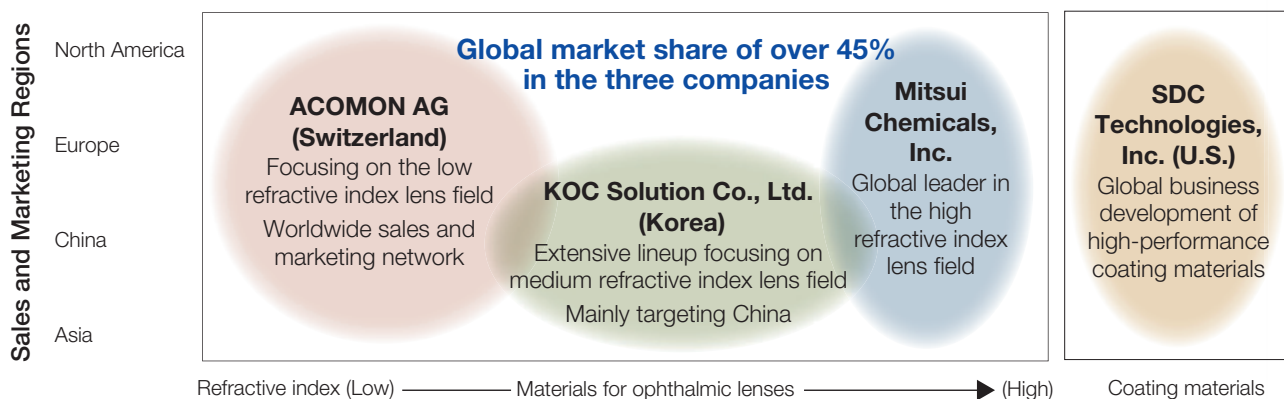 Sales and Marketing Regions
North America
Europe
China
Asia
Global market share of over 45%
in the three companies
ACOMON AG
(Switzerland)
Focusing on the low
refractive index lens field
Worldwide sales and
marketing network
KOC Solution Co., Ltd.
(Korea)
Extensive lineup focusing on
medium refractive index lens field
Mainly targeting China
Mitsui
Chemicals,
Inc.
Global leader in
the high
refractive index
lens field
SDC
Technologies,
Inc. (U.S.)
Global business
development of
high-performance
coating materials
Refractive index (Low)
Materials for ophthalmic lenses
(High)
Coating materials